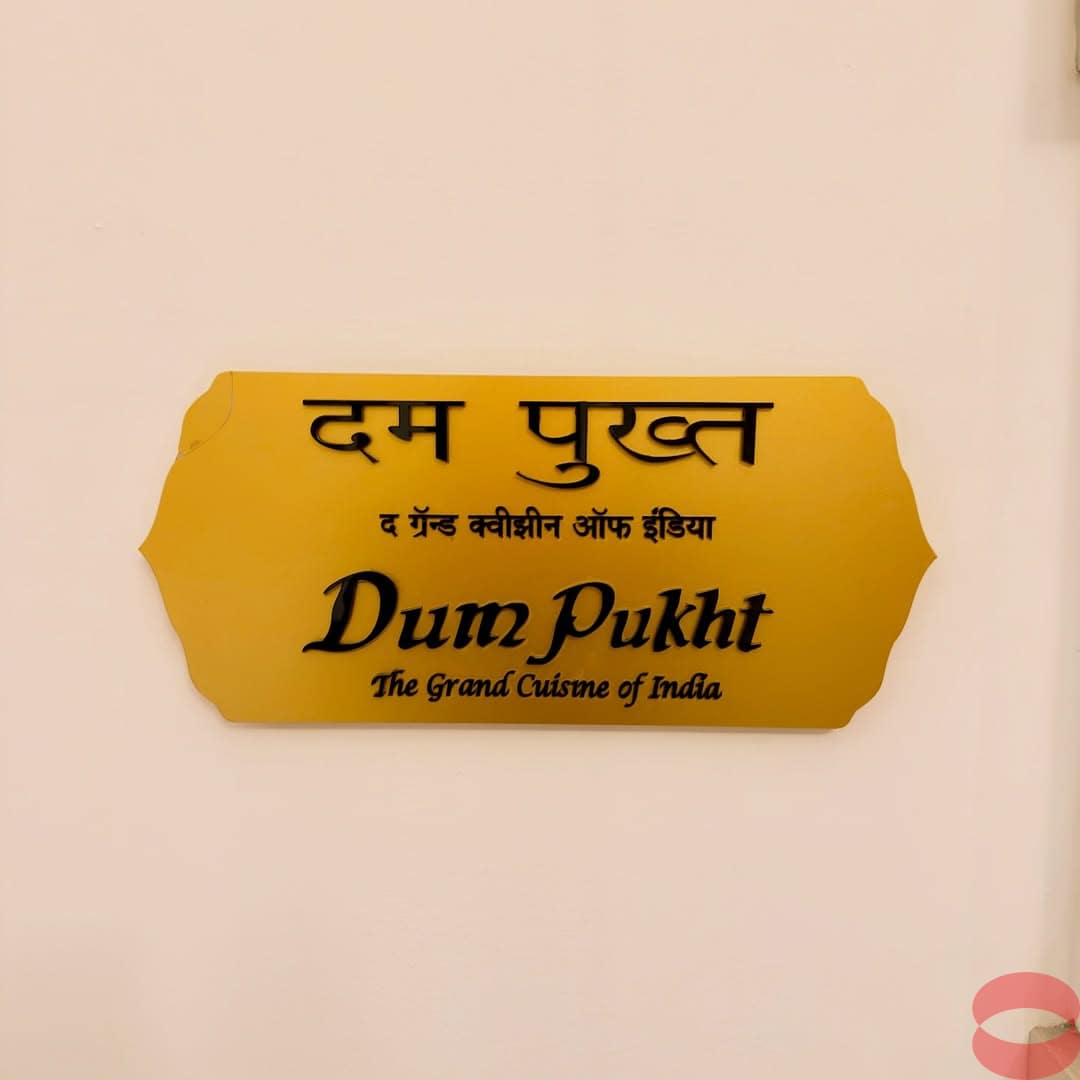 दम पुख्त
द ग्रॅन्ड क्वीझीन ऑफ इंडिया
Dum Pukht
The Grand Cuisine of India